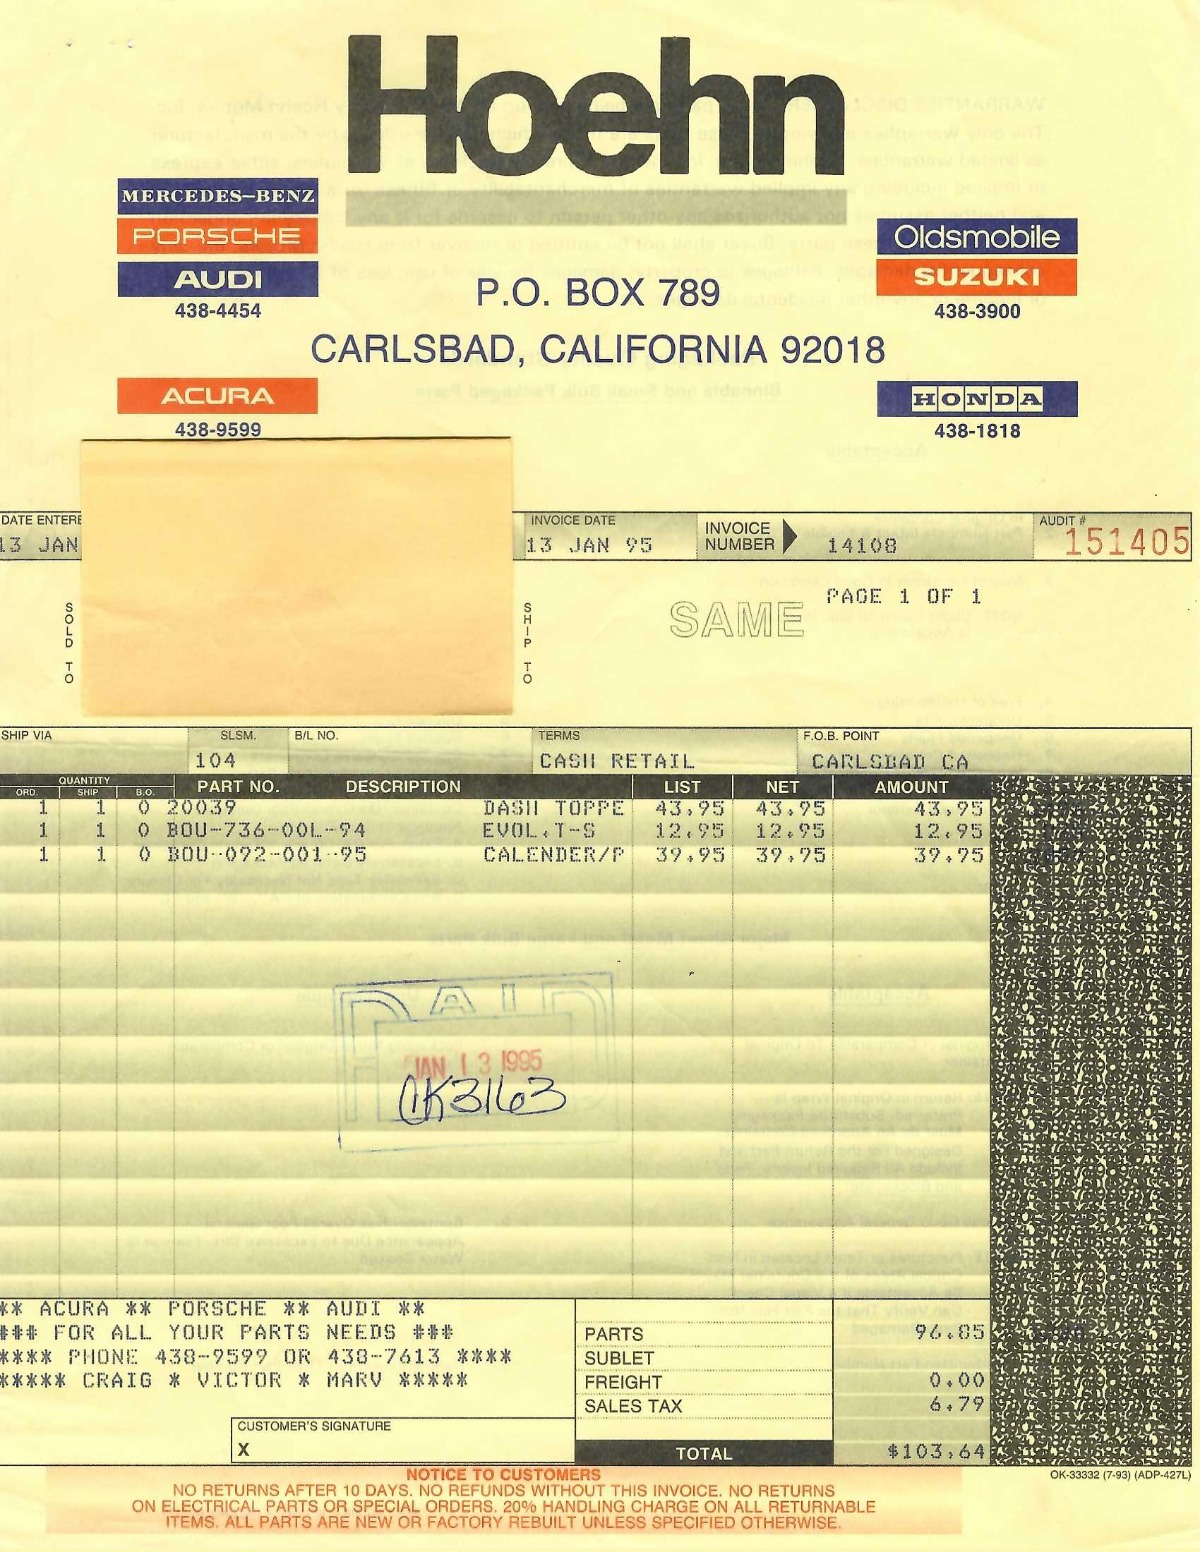 Hoehn
MERCEDES-BENZ
PORSCHE
AUDI
438-4454
Oldsmobile
SUZUKI
438-3900
P.O. BOX 789
CARLSBAD, CALIFORNIA 92018
ACURA
438-9599
HONDA
438-1818
DATE ENTERE INVOICE DATE INVOICE NUMBER AUDIT #
13 JAN 13 JAN 95 14108 151405
SOLD TO SHIP TO SAME PAGE 1 OF 1
SHIP VIA SLSM. B/L NO. TERMS F.O.B. POINT
104 CASH RETAIL CARLSBAD CA
QUANTITY
ORD. SHIP B.O. PART NO. DESCRIPTION LIST NET AMOUNT
1 1 0 20039 DASH TOPPE 43.95 43.95 43.95
1 1 0 BOU-736-00L-94 EVOL.T-S 12.95 12.95 12.95
1 1 0 BOU-092-001-95 CALENDER/P 39.95 39.95 39.95
PAID
JAN 13 1995
CK3163
** ACURA ** PORSCHE ** AUDI **
### FOR ALL YOUR PARTS NEEDS ###
**** PHONE 438-9599 OR 438-7613 ****
***** CRAIG * VICTOR * MARV *****
PARTS 96.85
SUBLET
FREIGHT 0.00
SALES TAX 6.79
CUSTOMER'S SIGNATURE
X
TOTAL $103.64
OK-33332 (7-93) (ADP-427L)
NOTICE TO CUSTOMERS
NO RETURNS AFTER 10 DAYS. NO REFUNDS WITHOUT THIS INVOICE. NO RETURNS
ON ELECTRICAL PARTS OR SPECIAL ORDERS. 20% HANDLING CHARGE ON ALL RETURNABLE
ITEMS. ALL PARTS ARE NEW OR FACTORY REBUILT UNLESS SPECIFIED OTHERWISE.